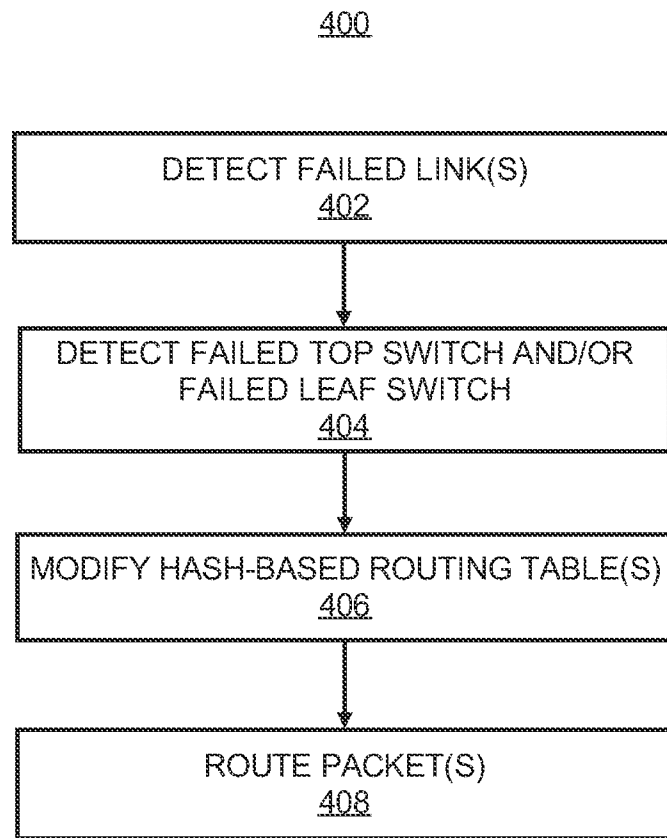 400
DETECT FAILED LINK(S)
402
DETECT FAILED TOP SWITCH AND/OR
FAILED LEAF SWITCH
404
MODIFY HASH-BASED ROUTING TABLE(S)
406
ROUTE PACKET(S)
408